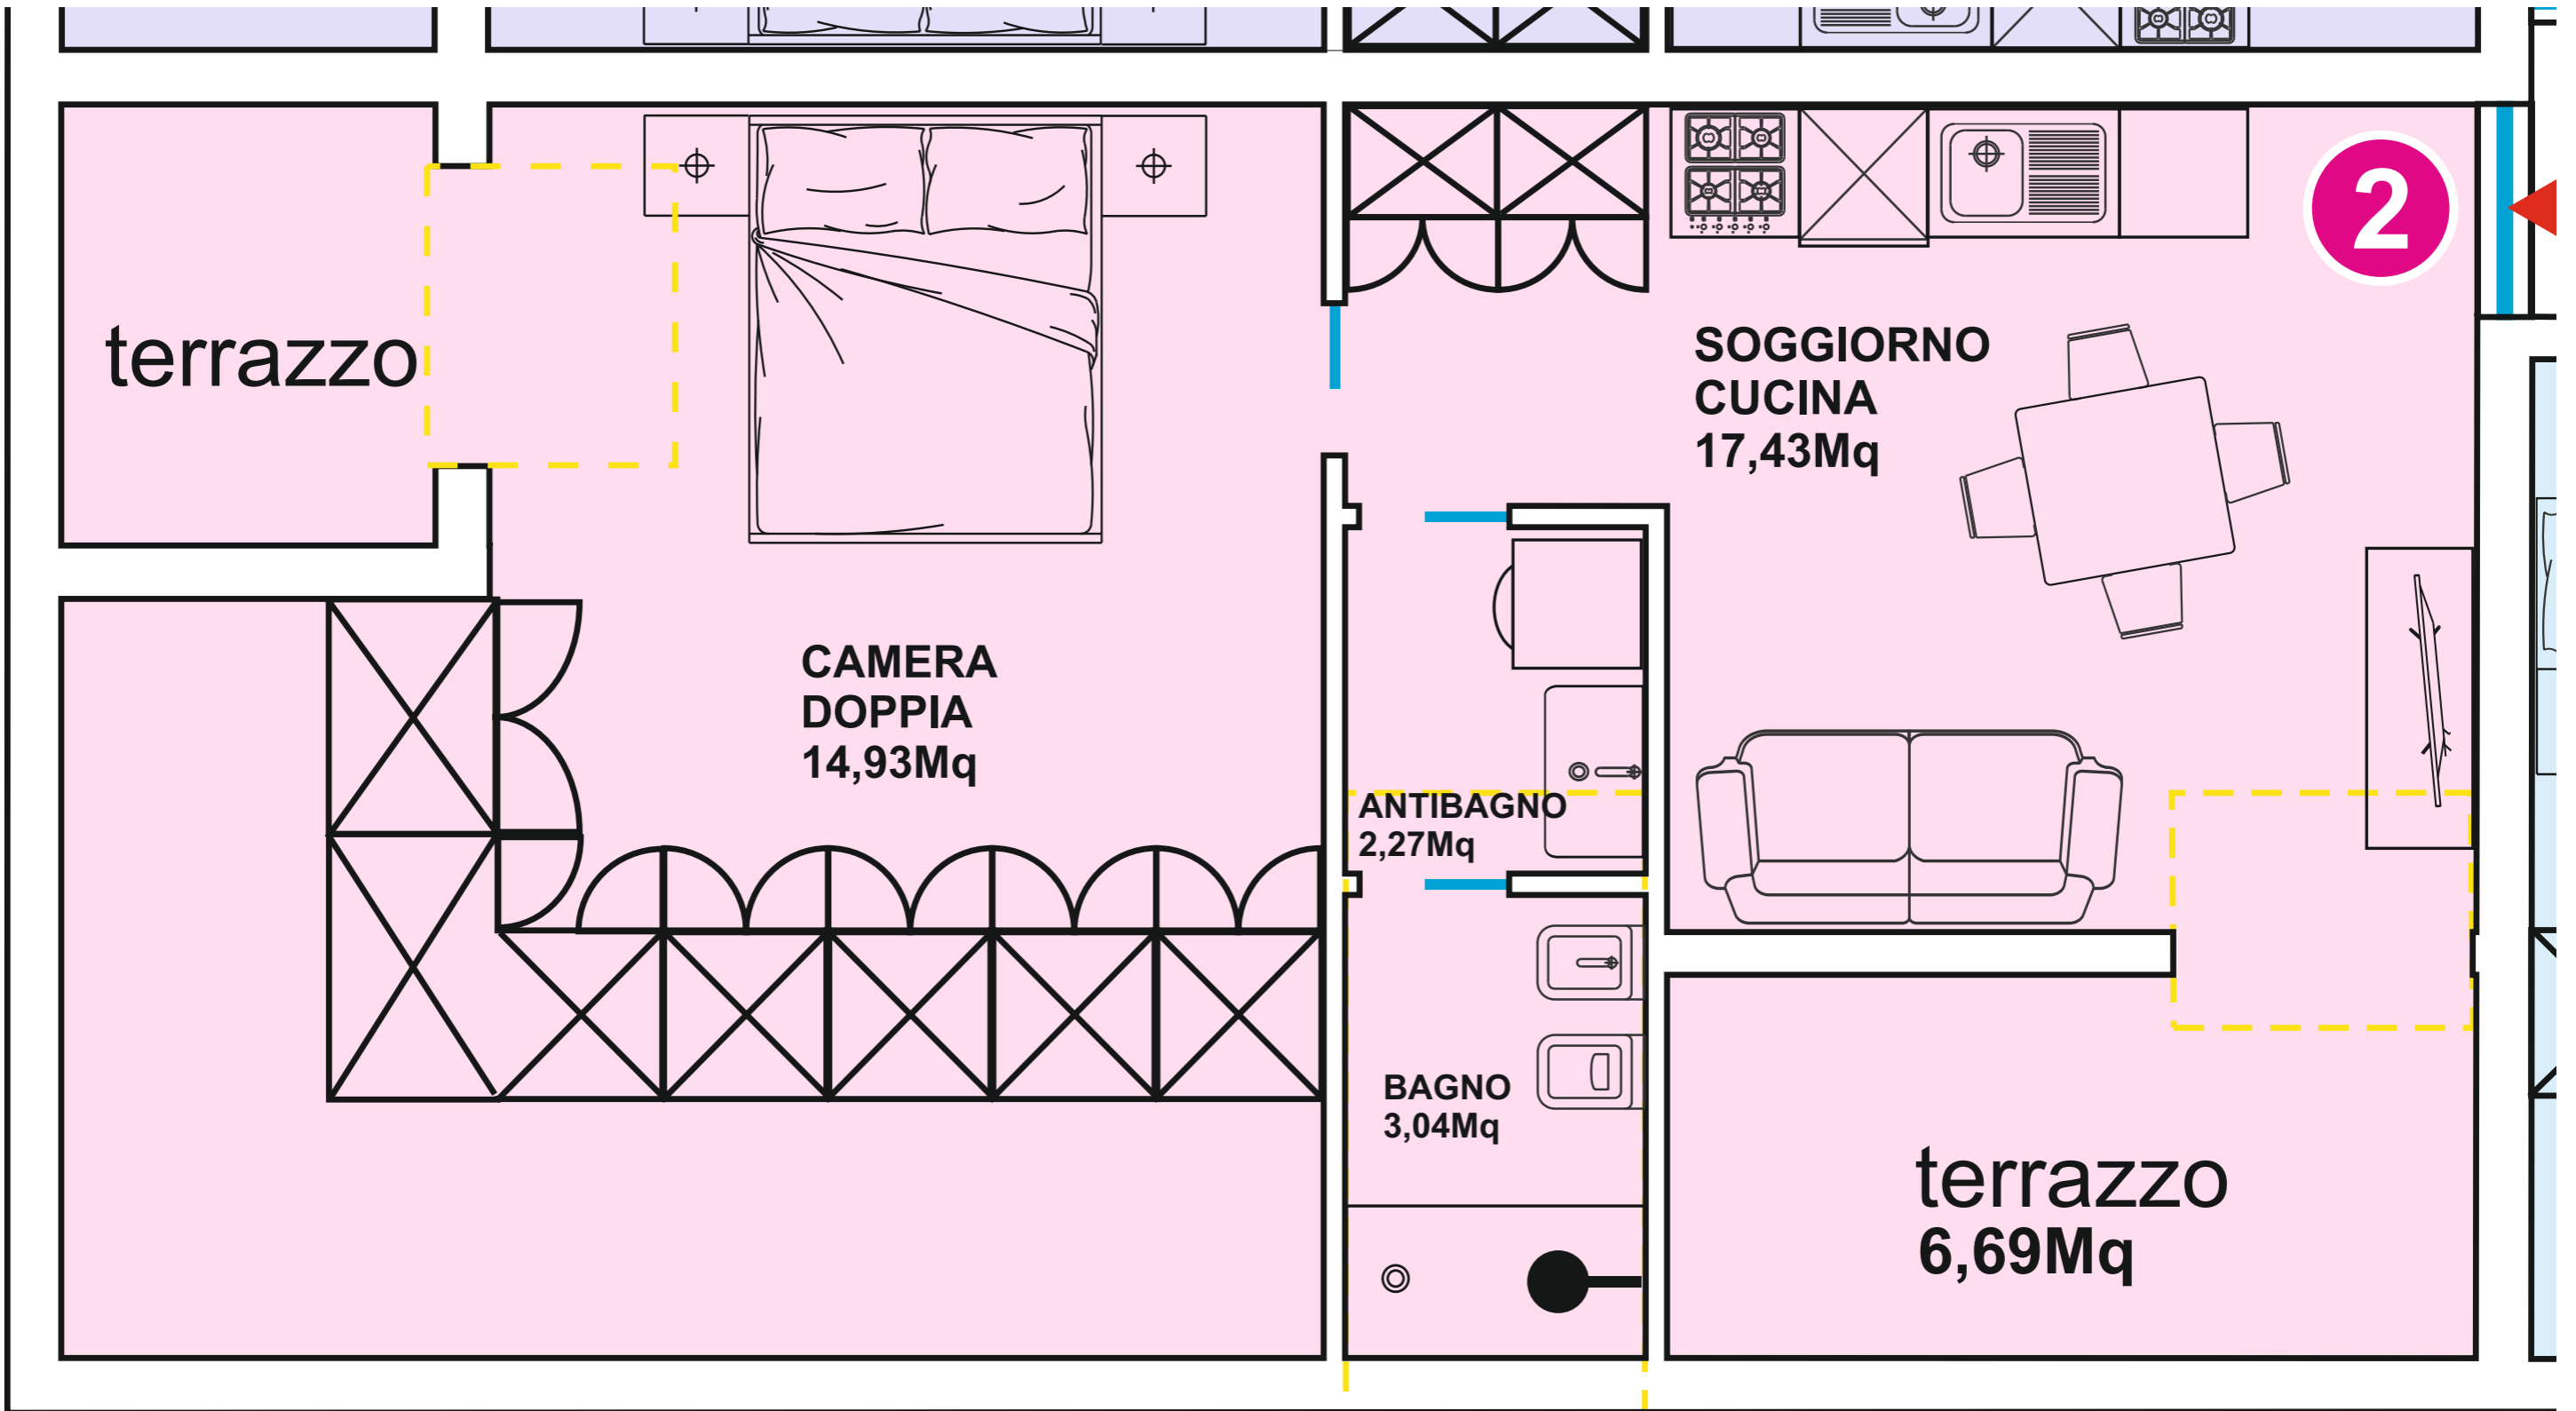 2
terrazzo
SOGGIORNO
CUCINA
17,43Mq
CAMERA
DOPPIA
14,93Mq
ANTIBAGNO
2,27Mq
BAGNO
3,04Mq
terrazzo
6,69Mq